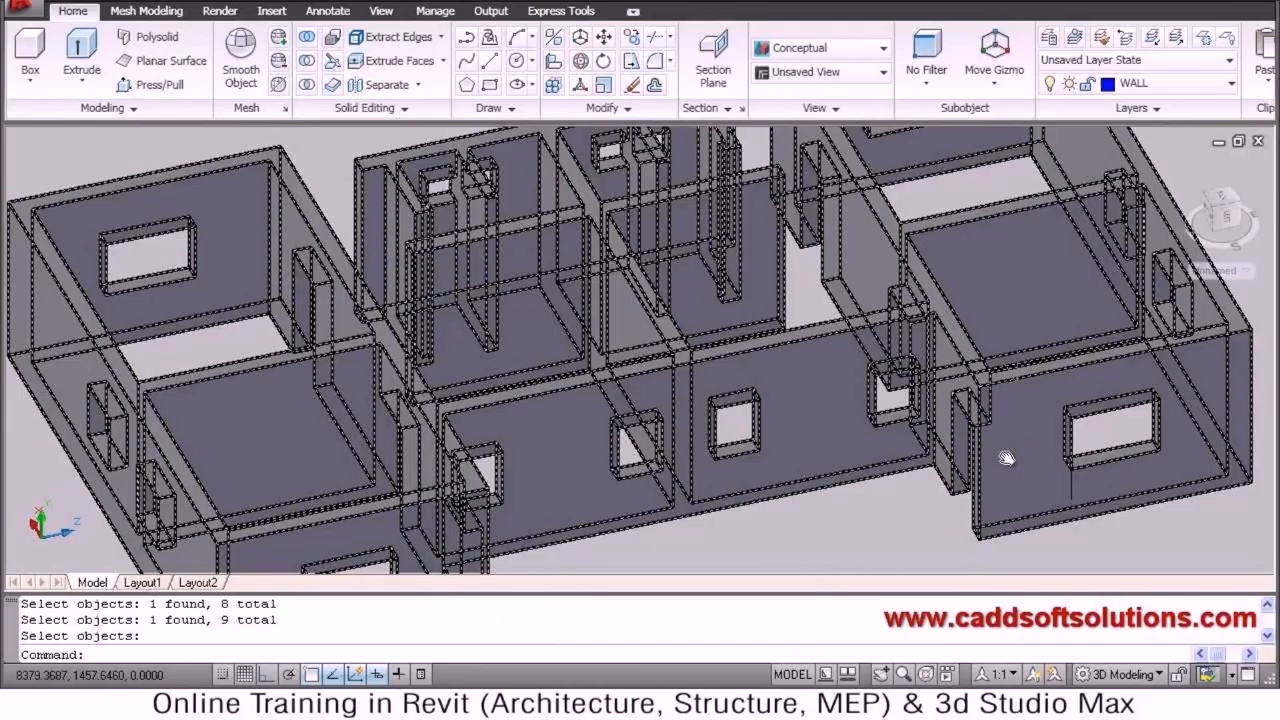 Home Mesh Modeling Render Insert Annotate View Manage Output Express Tools
Box
Extrude
Polysolid
Planar Surface
Press/Pull
Modeling
Smooth
Object
Mesh
Extract Edges
Extrude Faces
Separate
Solid Editing
Draw
Modify
Section
Plane
Section
Conceptual
Unsaved View
View
No Filter
Move Gizmo
Subobject
Unsaved Layer State
WALL
Layers
Past
Clip
Unnamed
Y
Z
Model Layout1 Layout2
Select objects: 1 found, 8 total
Select objects: 1 found, 9 total
Select objects:
Command:
www.caddsoftsolutions.com
8379.3687, 1457.6460, 0.0000
MODEL
1:1
3D Modeling
Online Training in Revit (Architecture, Structure, MEP) & 3d Studio Max